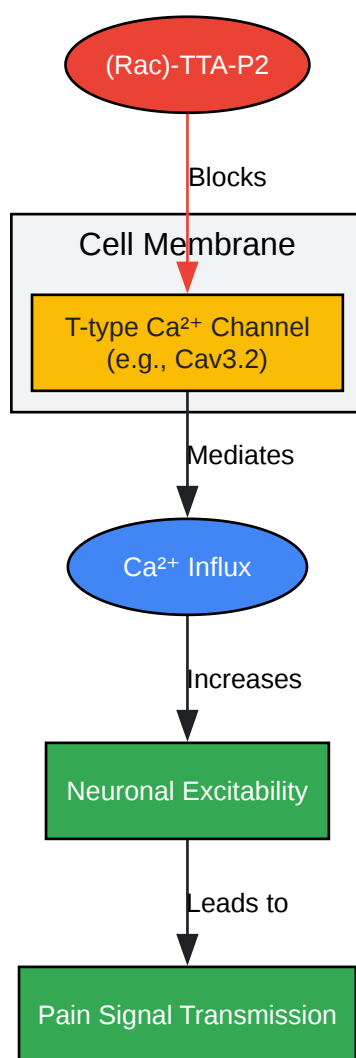 (Rac)-TTA-P2
Blocks
Cell Membrane
T-type Ca²⁺ Channel
(e.g., Cav3.2)
Mediates
Ca²⁺ Influx
Increases
Neuronal Excitability
Leads to
Pain Signal Transmission